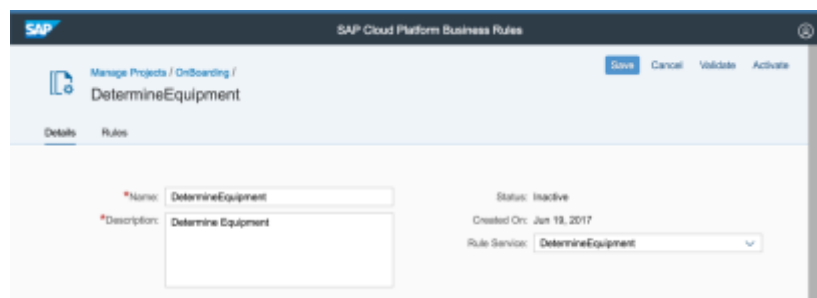 SAP SAP Cloud Platform Business Rules
Manage Projects / OnBoarding /
DetermineEquipment
Save Cancel Validate Activate
Details Rules
*Name: DetermineEquipment
*Description: Determine Equipment
Status: Inactive
Created On: Jun 19, 2017
Rule Service: DetermineEquipment